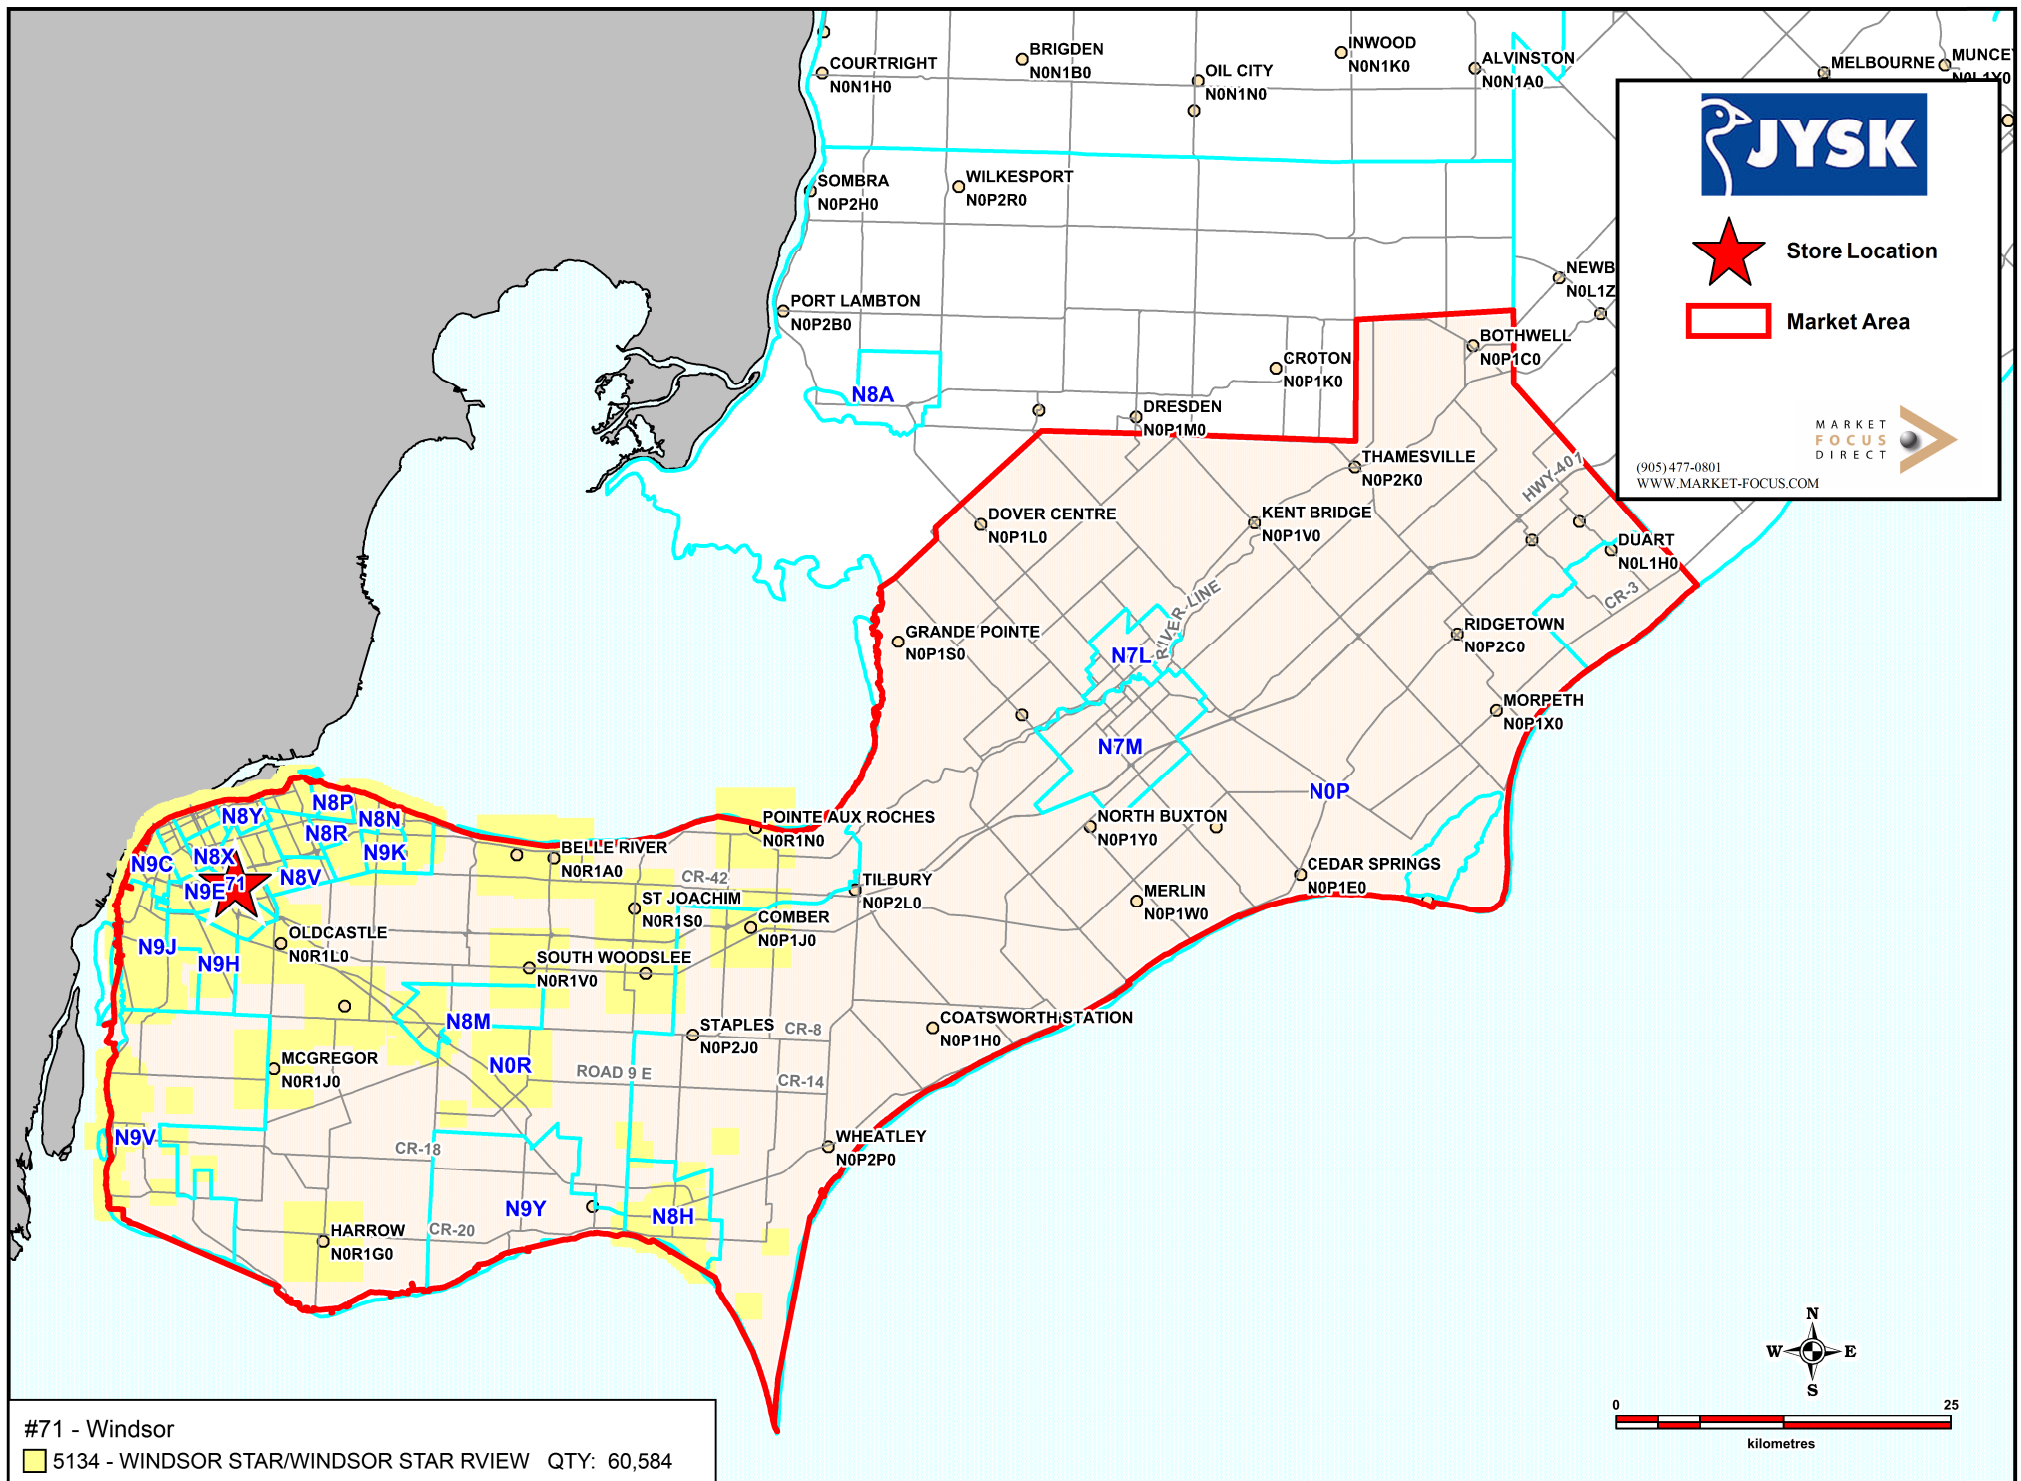 COURTRIGHT
N0N1H0
BRIGDEN
N0N1B0
OIL CITY
N0N1N0
INWOOD
N0N1K0
ALVINSTON
N0N1A0
MELBOURNE
JYSK
Store Location
Market Area
MARKET
FOCUS
DIRECT
(905) 477-0801
WWW.MARKET-FOCUS.COM
SOMBRA
N0P2H0
WILKESPORT
N0P2R0
NEWB
N0L1Z
PORT LAMBTON
N0P2B0
BOTHWELL
N0P1C0
CROTON
N0P1K0
N8A
DRESDEN
N0P1M0
THAMESVILLE
N0P2K0
HWY-401
DOVER CENTRE
N0P1L0
KENT BRIDGE
N0P1V0
DUART
N0L1H0
CR-3
RIVER LINE
GRANDE POINTE
N0P1S0
N7L
RIDGETOWN
N0P2C0
MORPETH
N0P1X0
N7M
N0P
N8P
N8Y
N8R
N8N
POINTE AUX ROCHES
N0R1N0
NORTH BUXTON
N0P1Y0
N9C
N8X
N9K
BELLE RIVER
N0R1A0
CEDAR SPRINGS
N0P1E0
N9E
71
N8V
CR-42
TILBURY
N0P2L0
MERLIN
N0P1W0
ST JOACHIM
N0R1S0
COMBER
N0P1J0
OLDCASTLE
N0R1L0
N9J
N9H
SOUTH WOODSLEE
N0R1V0
N8M
STAPLES
N0P2J0
CR-8
COATSWORTH STATION
N0P1H0
MCGREGOR
N0R1J0
N0R
ROAD 9 E
CR-14
N9V
CR-18
WHEATLEY
N0P2P0
N9Y
N8H
HARROW
N0R1G0
CR-20
N
W E
S
0 25
kilometres
#71 - Windsor
5134 - WINDSOR STAR/WINDSOR STAR RVIEW QTY: 60,584